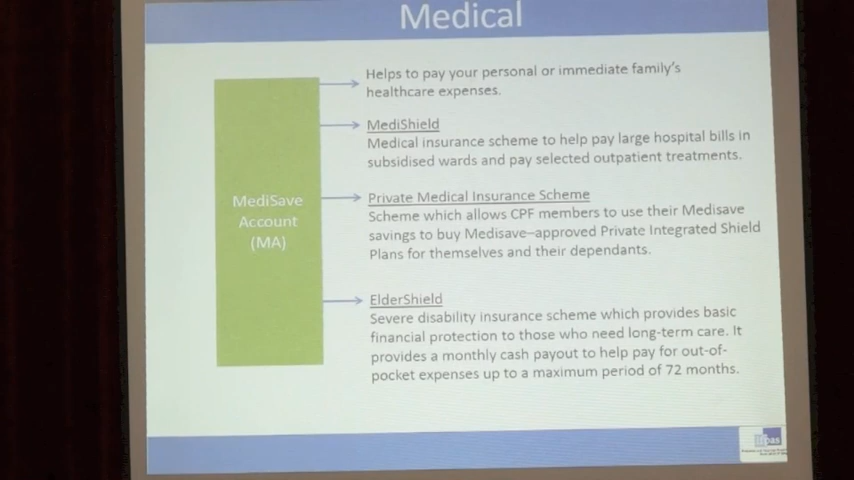 Medical
Helps to pay your personal or immediate family's
healthcare expenses.
MediShield
Medical insurance scheme to help pay large hospital bills in
subsidised wards and pay selected outpatient treatments.
MediSave
Account
(MA)
Private Medical Insurance Scheme
Scheme which allows CPF members to use their Medisave
savings to buy Medisave–approved Private Integrated Shield
Plans for themselves and their dependants.
ElderShield
Severe disability insurance scheme which provides basic
financial protection to those who need long-term care. It
provides a monthly cash payout to help pay for out-of-
pocket expenses up to a maximum period of 72 months.